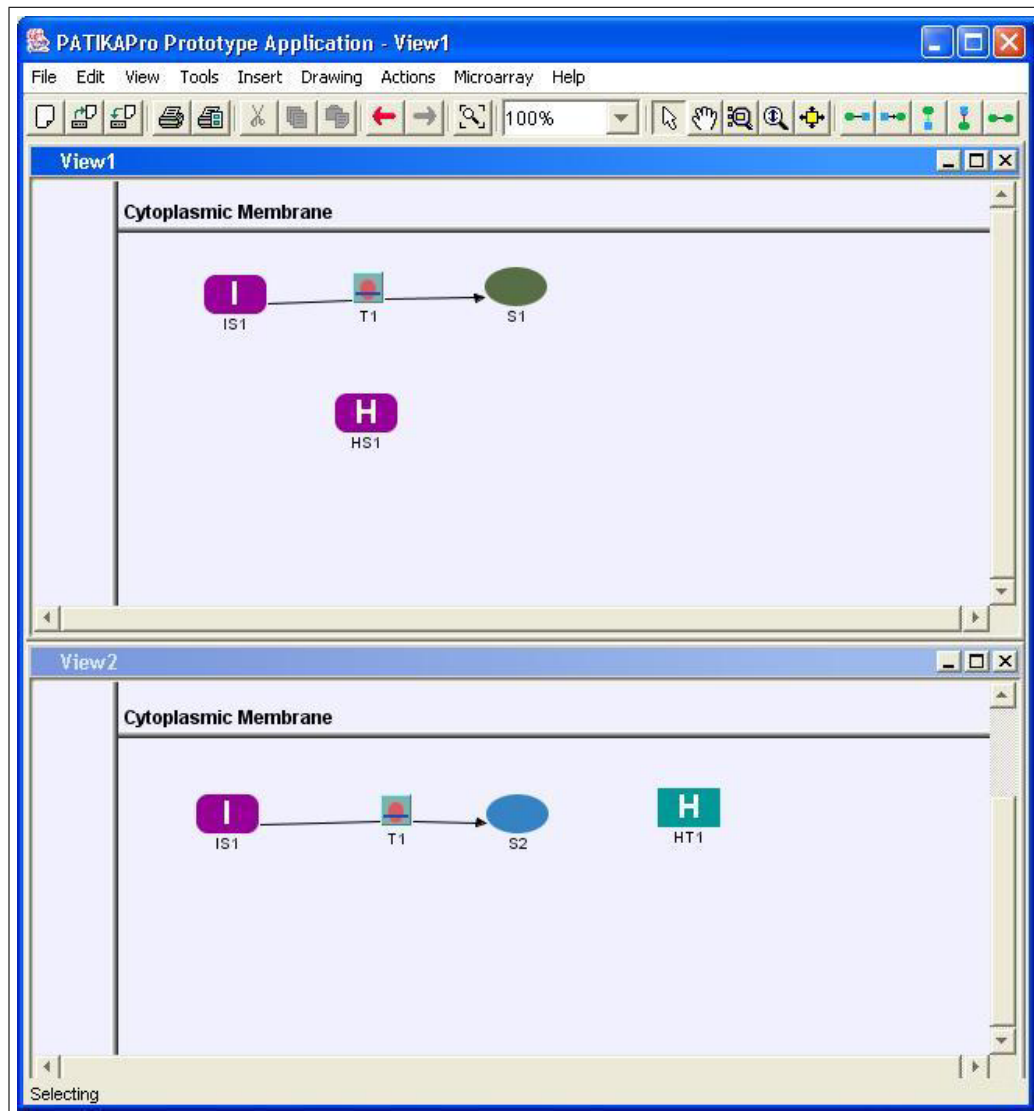 PATIKAPro Prototype Application - View1
File Edit View Tools Insert Drawing Actions Microarray Help
100%
View1
Cytoplasmic Membrane
I
IS1
T1
S1
H
HS1
View2
Cytoplasmic Membrane
I
IS1
T1
S2
H
HT1
Selecting